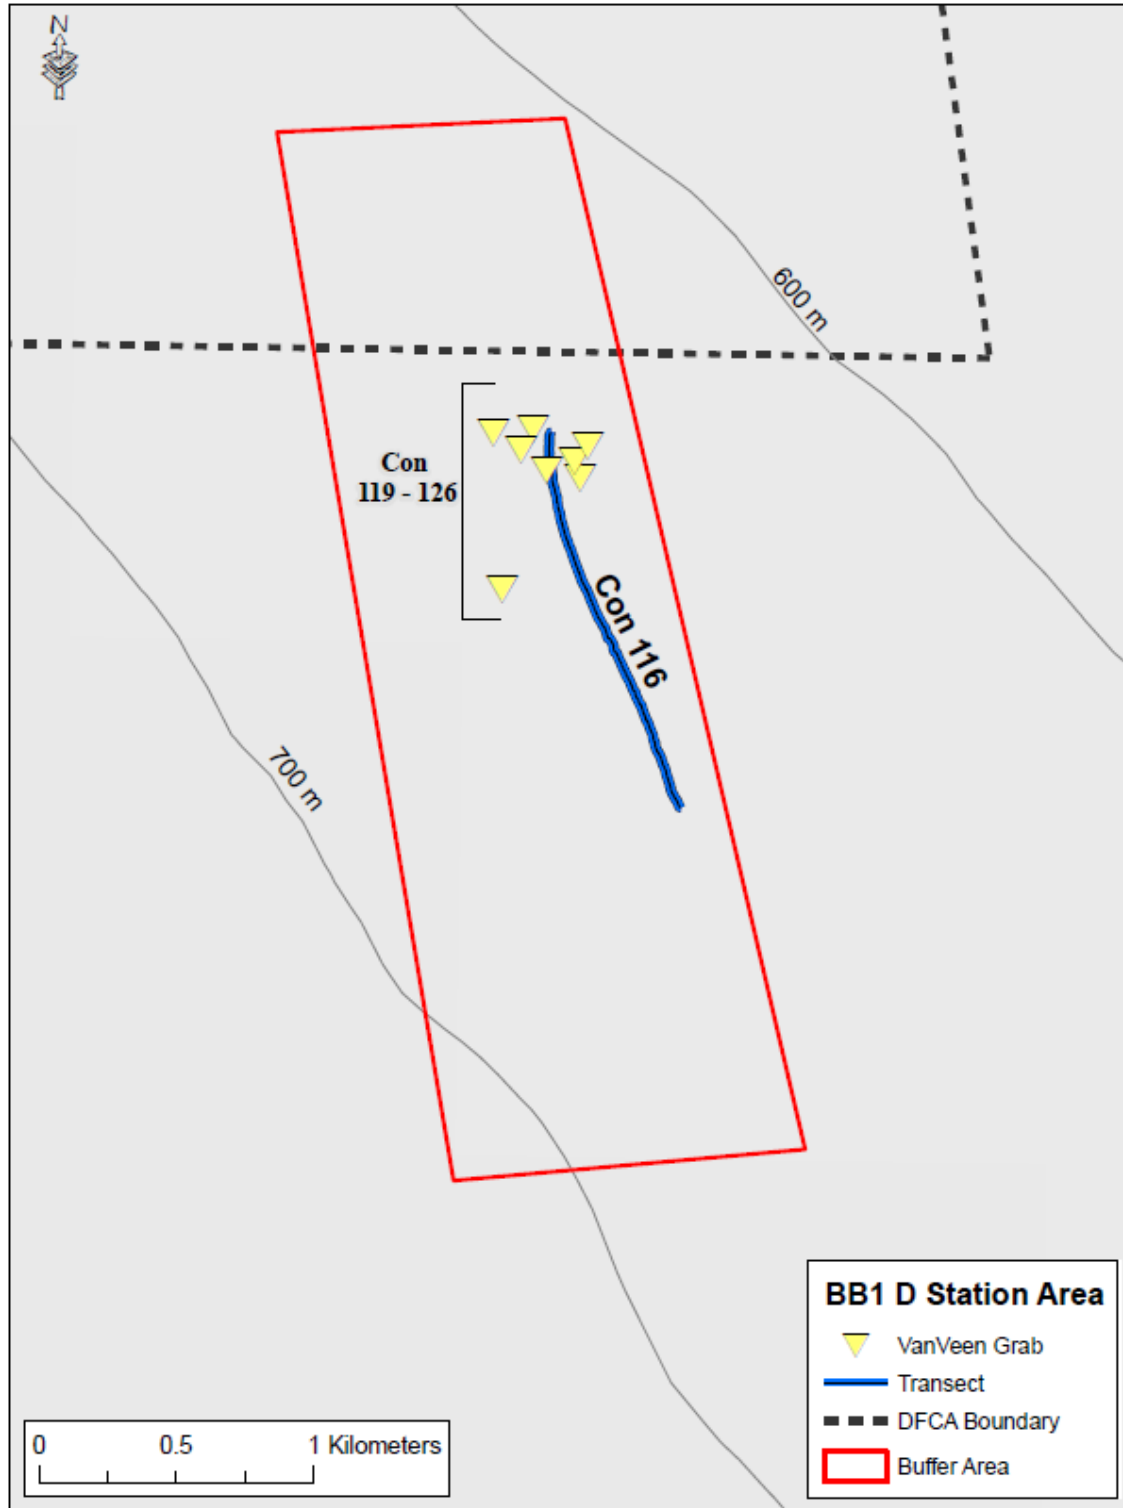 N
600 m
Con
119 - 126
Con 116
700 m
BB1 D Station Area
VanVeen Grab
Transect
DFCA Boundary
Buffer Area
0 0.5 1 Kilometers